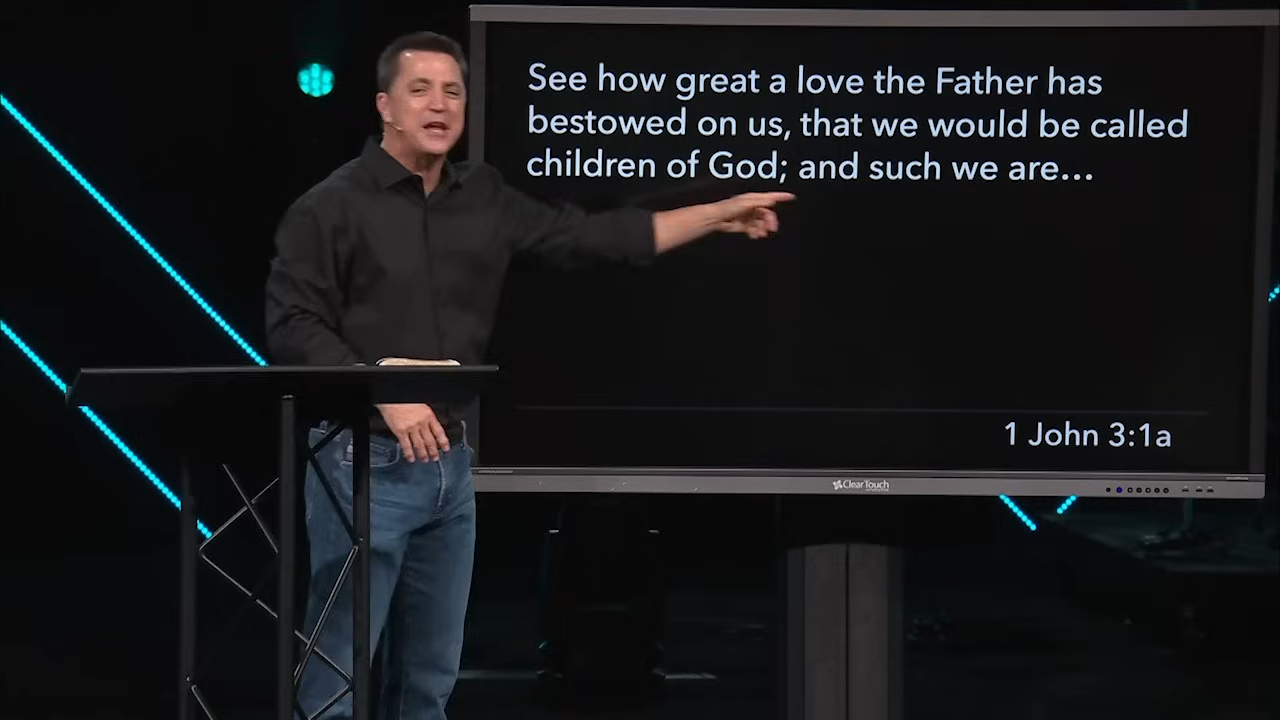 See how great a love the Father has
bestowed on us, that we would be called
children of God; and such we are...
1 John 3:1a
ClearTouch